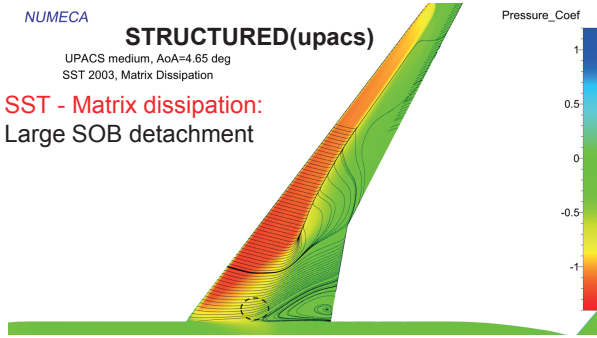 NUMECA
Pressure_Coef
STRUCTURED(upacs)
UPACS medium, AoA=4.65 deg
SST 2003, Matrix Dissipation
SST - Matrix dissipation:
Large SOB detachment
1
0.5
0
-0.5
-1